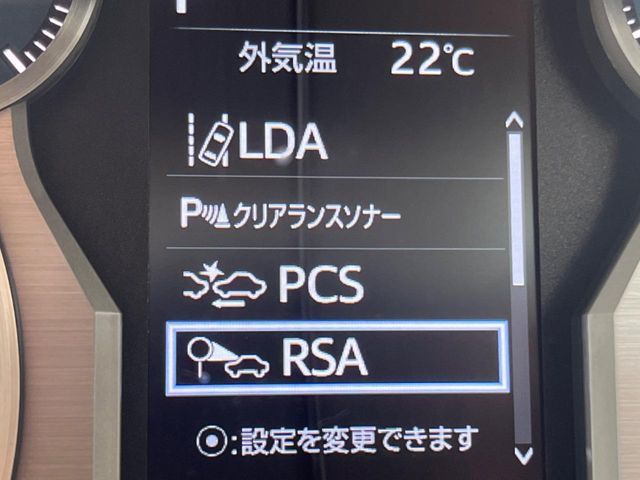 外気温 22℃
LDA
Pクリアランスソナー
PCS
RSA
:設定を変更できます